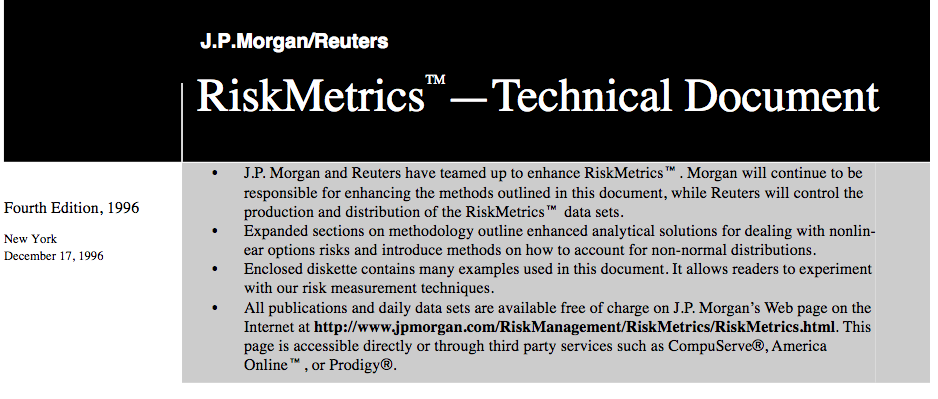 J.P.Morgan/Reuters
RiskMetrics™—Technical Document
Fourth Edition, 1996
New York
December 17, 1996
• J.P. Morgan and Reuters have teamed up to enhance RiskMetrics™ . Morgan will continue to be
responsible for enhancing the methods outlined in this document, while Reuters will control the
production and distribution of the RiskMetrics™ data sets.
• Expanded sections on methodology outline enhanced analytical solutions for dealing with nonlin-
ear options risks and introduce methods on how to account for non-normal distributions.
• Enclosed diskette contains many examples used in this document. It allows readers to experiment
with our risk measurement techniques.
• All publications and daily data sets are available free of charge on J.P. Morgan’s Web page on the
Internet at http://www.jpmorgan.com/RiskManagement/RiskMetrics/RiskMetrics.html. This
page is accessible directly or through third party services such as CompuServe®, America
Online™ , or Prodigy®.